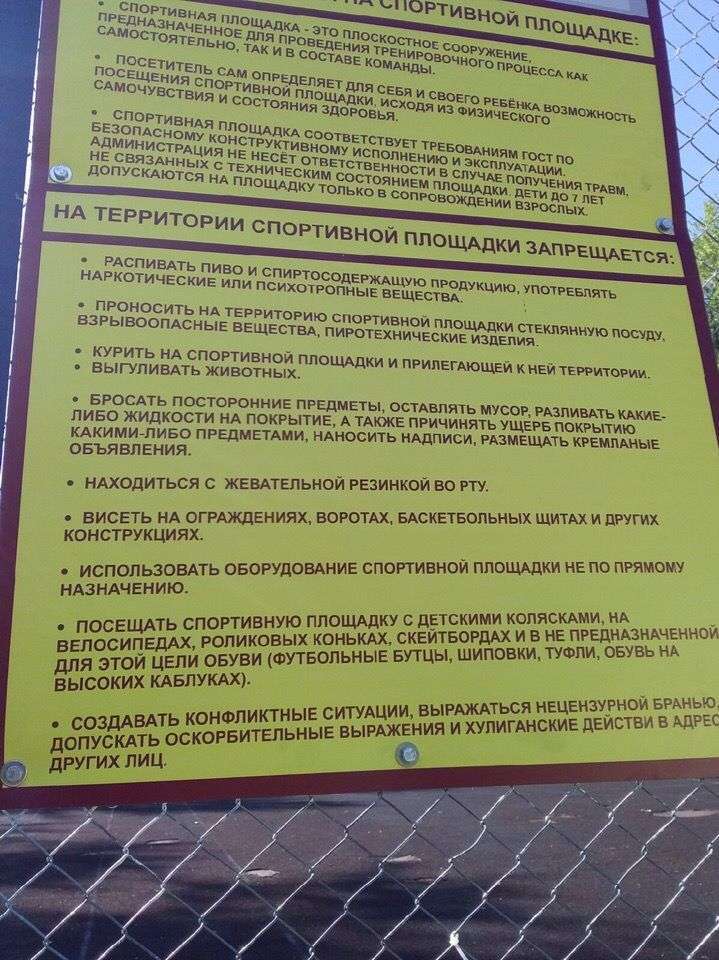 НА СПОРТИВНОЙ ПЛОЩАДКЕ:
• СПОРТИВНАЯ ПЛОЩАДКА - ЭТО ПЛОСКОСТНОЕ СООРУЖЕНИЕ,
ПРЕДНАЗНАЧЕННОЕ ДЛЯ ПРОВЕДЕНИЯ ТРЕНИРОВОЧНОГО ПРОЦЕССА КАК
САМОСТОЯТЕЛЬНО, ТАК И В СОСТАВЕ КОМАНДЫ.
• ПОСЕТИТЕЛЬ САМ ОПРЕДЕЛЯЕТ ДЛЯ СЕБЯ И СВОЕГО РЕБЁНКА ВОЗМОЖНОСТЬ
ПОСЕЩЕНИЯ СПОРТИВНОЙ ПЛОЩАДКИ, ИСХОДЯ ИЗ ФИЗИЧЕСКОГО
САМОЧУВСТВИЯ И СОСТОЯНИЯ ЗДОРОВЬЯ.
• СПОРТИВНАЯ ПЛОЩАДКА СООТВЕТСТВУЕТ ТРЕБОВАНИЯМ ГОСТ ПО
БЕЗОПАСНОМУ КОНСТРУКТИВНОМУ ИСПОЛНЕНИЮ И ЭКСПЛУАТАЦИИ.
АДМИНИСТРАЦИЯ НЕ НЕСЁТ ОТВЕТСТВЕННОСТИ В СЛУЧАЕ ПОЛУЧЕНИЯ ТРАВМ,
НЕ СВЯЗАННЫХ С ТЕХНИЧЕСКИМ СОСТОЯНИЕМ ПЛОЩАДКИ. ДЕТИ ДО 7 ЛЕТ
ДОПУСКАЮТСЯ НА ПЛОЩАДКУ ТОЛЬКО В СОПРОВОЖДЕНИИ ВЗРОСЛЫХ.
НА ТЕРРИТОРИИ СПОРТИВНОЙ ПЛОЩАДКИ ЗАПРЕЩАЕТСЯ:
• РАСПИВАТЬ ПИВО И СПИРТОСОДЕРЖАЩУЮ ПРОДУКЦИЮ, УПОТРЕБЛЯТЬ
НАРКОТИЧЕСКИЕ ИЛИ ПСИХОТРОПНЫЕ ВЕЩЕСТВА.
• ПРОНОСИТЬ НА ТЕРРИТОРИЮ СПОРТИВНОЙ ПЛОЩАДКИ СТЕКЛЯННУЮ ПОСУДУ,
ВЗРЫВООПАСНЫЕ ВЕЩЕСТВА, ПИРОТЕХНИЧЕСКИЕ ИЗДЕЛИЯ.
• КУРИТЬ НА СПОРТИВНОЙ ПЛОЩАДКИ И ПРИЛЕГАЮЩЕЙ К НЕЙ ТЕРРИТОРИИ.
• ВЫГУЛИВАТЬ ЖИВОТНЫХ.
• БРОСАТЬ ПОСТОРОННИЕ ПРЕДМЕТЫ, ОСТАВЛЯТЬ МУСОР, РАЗЛИВАТЬ КАКИЕ-
ЛИБО ЖИДКОСТИ НА ПОКРЫТИЕ, А ТАКЖЕ ПРИЧИНЯТЬ УЩЕРБ ПОКРЫТИЮ
КАКИМИ-ЛИБО ПРЕДМЕТАМИ, НАНОСИТЬ НАДПИСИ, РАЗМЕЩАТЬ КРЕМЛАНЫЕ
ОБЪЯВЛЕНИЯ.
• НАХОДИТЬСЯ С ЖЕВАТЕЛЬНОЙ РЕЗИНКОЙ ВО РТУ.
• ВИСЕТЬ НА ОГРАЖДЕНИЯХ, ВОРОТАХ, БАСКЕТБОЛЬНЫХ ЩИТАХ И ДРУГИХ
КОНСТРУКЦИЯХ.
• ИСПОЛЬЗОВАТЬ ОБОРУДОВАНИЕ СПОРТИВНОЙ ПЛОЩАДКИ НЕ ПО ПРЯМОМУ
НАЗНАЧЕНИЮ.
• ПОСЕЩАТЬ СПОРТИВНУЮ ПЛОЩАДКУ С ДЕТСКИМИ КОЛЯСКАМИ, НА
ВЕЛОСИПЕДАХ, РОЛИКОВЫХ КОНЬКАХ, СКЕЙТБОРДАХ И В НЕ ПРЕДНАЗНАЧЕННОЙ
ДЛЯ ЭТОЙ ЦЕЛИ ОБУВИ (ФУТБОЛЬНЫЕ БУТЦЫ, ШИПОВКИ, ТУФЛИ, ОБУВЬ НА
ВЫСОКИХ КАБЛУКАХ).
• СОЗДАВАТЬ КОНФЛИКТНЫЕ СИТУАЦИИ, ВЫРАЖАТЬСЯ НЕЦЕНЗУРНОЙ БРАНЬЮ,
ДОПУСКАТЬ ОСКОРБИТЕЛЬНЫЕ ВЫРАЖЕНИЯ И ХУЛИГАНСКИЕ ДЕЙСТВИ В АДРЕС
ДРУГИХ ЛИЦ.